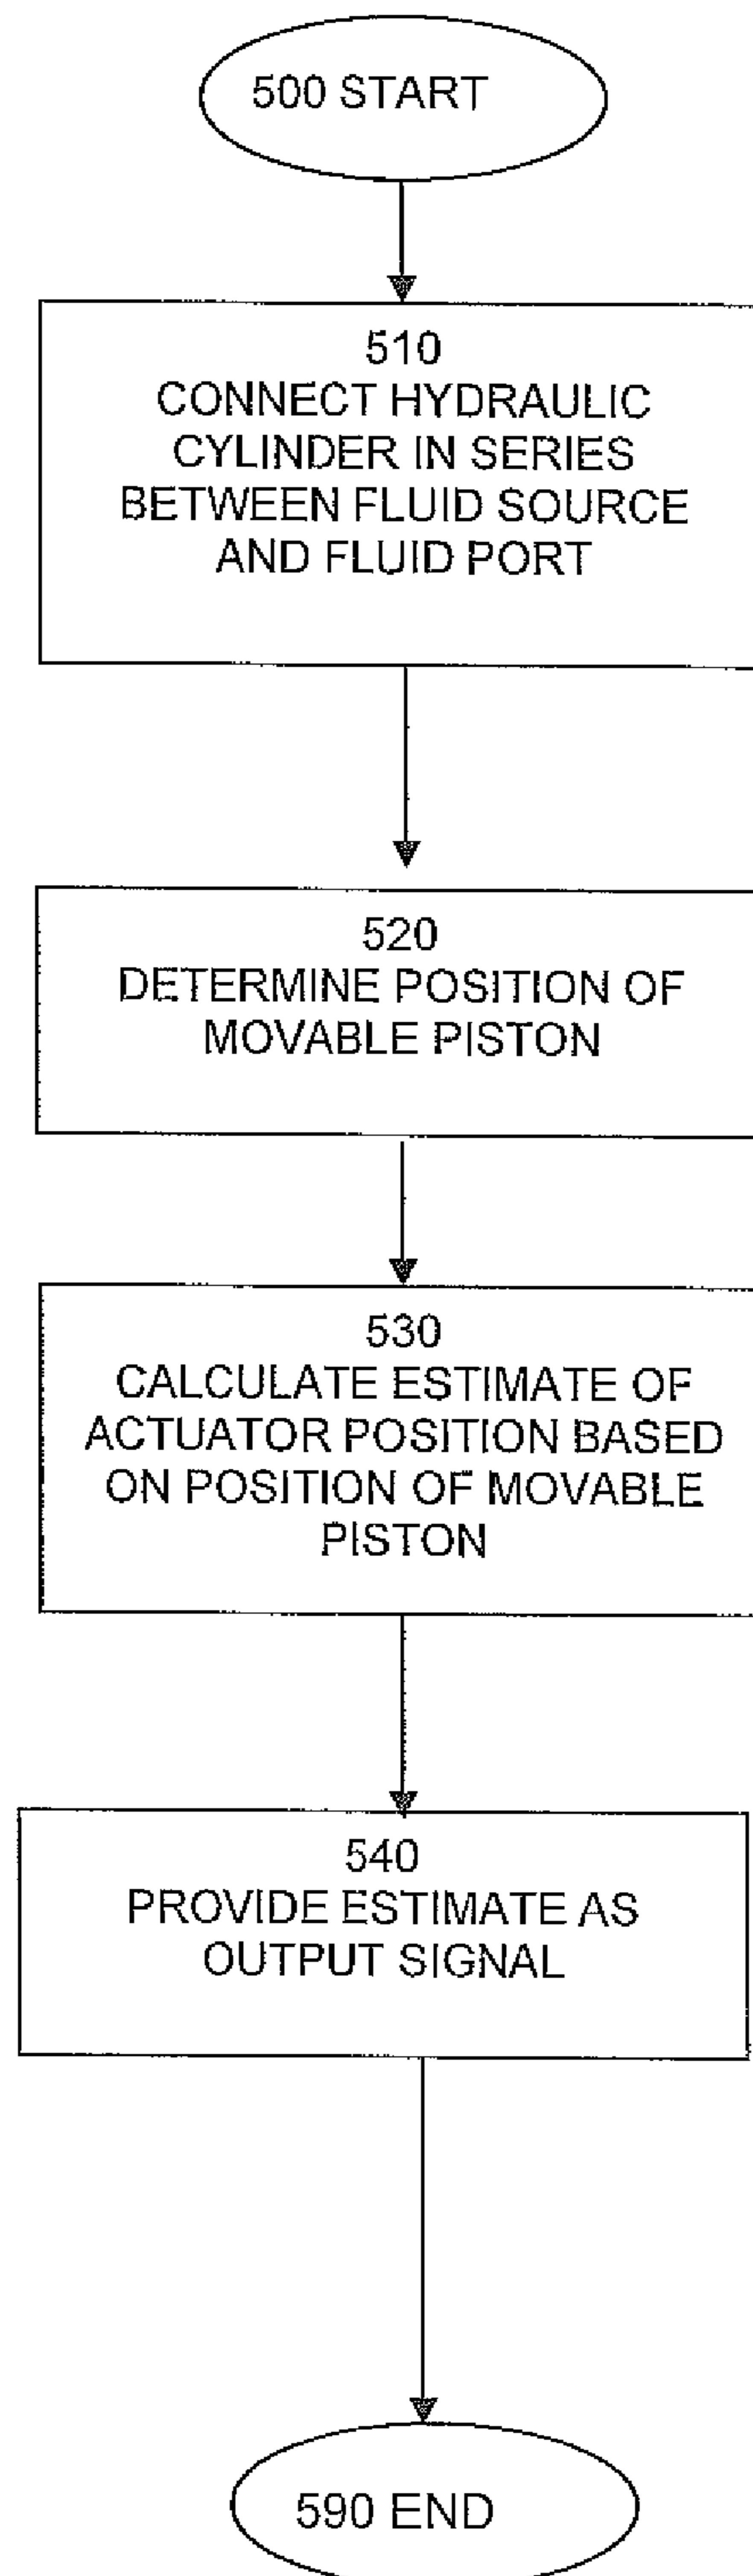 500 START
510
CONNECT HYDRAULIC
CYLINDER IN SERIES
BETWEEN FLUID SOURCE
AND FLUID PORT
520
DETERMINE POSITION OF
MOVABLE PISTON
530
CALCULATE ESTIMATE OF
ACTUATOR POSITION BASED
ON POSITION OF MOVABLE
PISTON
540
PROVIDE ESTIMATE AS
OUTPUT SIGNAL
590 END